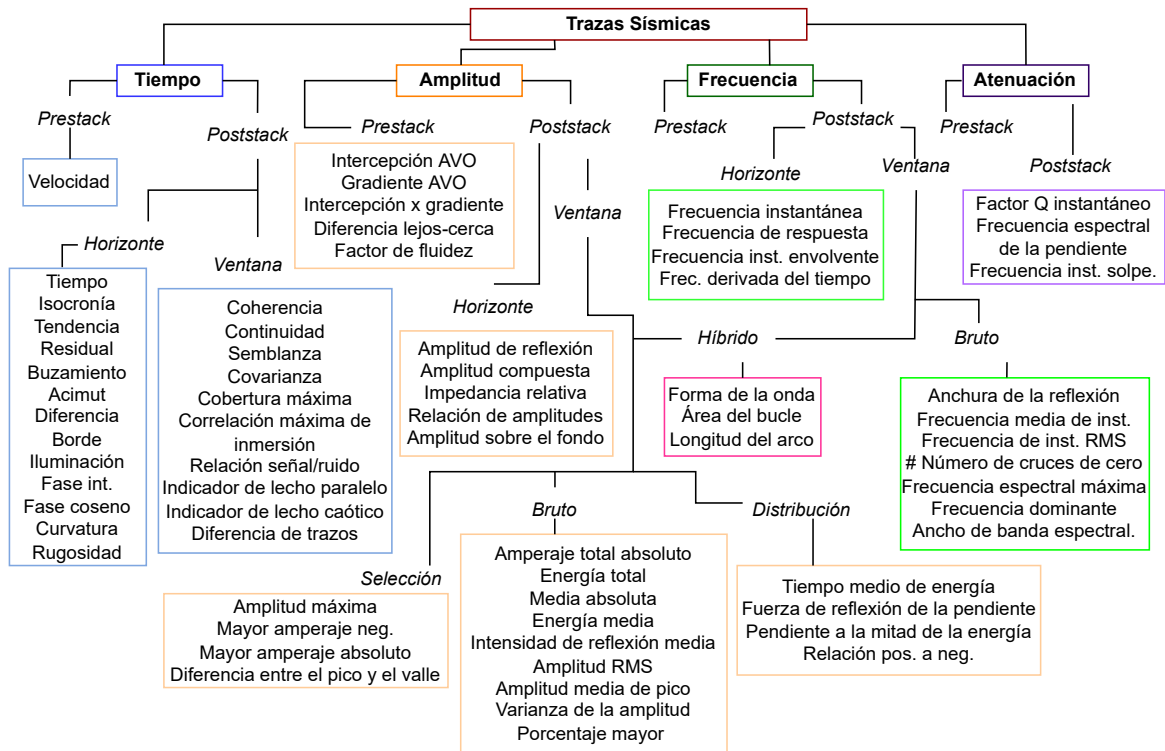 Trazas Sísmicas
Tiempo
Amplitud
Frecuencia
Atenuación
Prestack
Poststack
Velocidad
Horizonte
Ventana
Tiempo
Isocronía
Tendencia
Residual
Buzamiento
Acimut
Diferencia
Borde
Iluminación
Fase int.
Fase coseno
Curvatura
Rugosidad
Coherencia
Continuidad
Semblanza
Covarianza
Cobertura máxima
Correlación máxima de
inmersión
Relación señal/ruido
Indicador de lecho paralelo
Indicador de lecho caótico
Diferencia de trazos
Prestack
Poststack
Intercepción AVO
Gradiente AVO
Intercepción x gradiente
Diferencia lejos-cerca
Factor de fluidez
Ventana
Horizonte
Amplitud de reflexión
Amplitud compuesta
Impedancia relativa
Relación de amplitudes
Amplitud sobre el fondo
Selección
Amplitud máxima
Mayor amperaje neg.
Mayor amperaje absoluto
Diferencia entre el pico y el valle
Bruto
Amperaje total absoluto
Energía total
Media absoluta
Energía media
Intensidad de reflexión media
Amplitud RMS
Amplitud media de pico
Varianza de la amplitud
Porcentaje mayor
Distribución
Tiempo medio de energía
Fuerza de reflexión de la pendiente
Pendiente a la mitad de la energía
Relación pos. a neg.
Prestack
Poststack
Horizonte
Ventana
Frecuencia instantánea
Frecuencia de respuesta
Frecuencia inst. envolvente
Frec. derivada del tiempo
Híbrido
Forma de la onda
Área del bucle
Longitud del arco
Bruto
Anchura de la reflexión
Frecuencia media de inst.
Frecuencia de inst. RMS
# Número de cruces de cero
Frecuencia espectral máxima
Frecuencia dominante
Ancho de banda espectral.
Prestack
Poststack
Factor Q instantáneo
Frecuencia espectral
de la pendiente
Frecuencia inst. solpe.